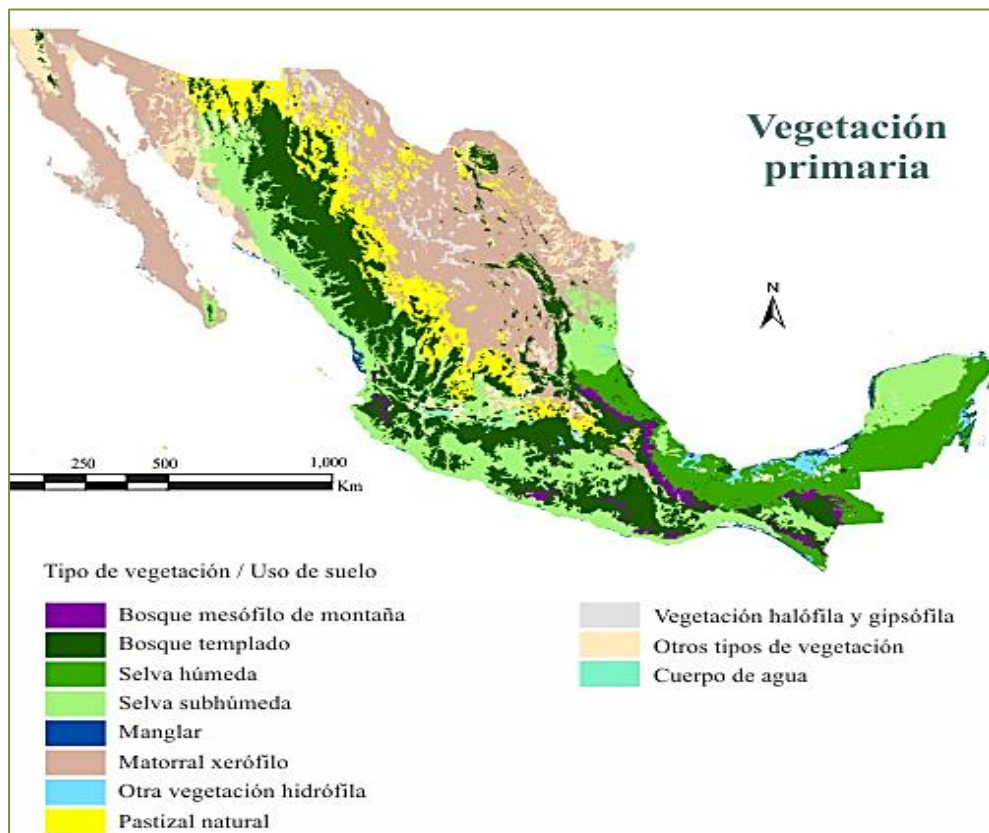 Vegetación
primaria
N
250 500 1,000
Km
Tipo de vegetación / Uso de suelo
Bosque mesófilo de montaña
Bosque templado
Selva húmeda
Selva subhúmeda
Manglar
Matorral xerófilo
Otra vegetación hidrófila
Pastizal natural
Vegetación halófila y gipsófila
Otros tipos de vegetación
Cuerpo de agua